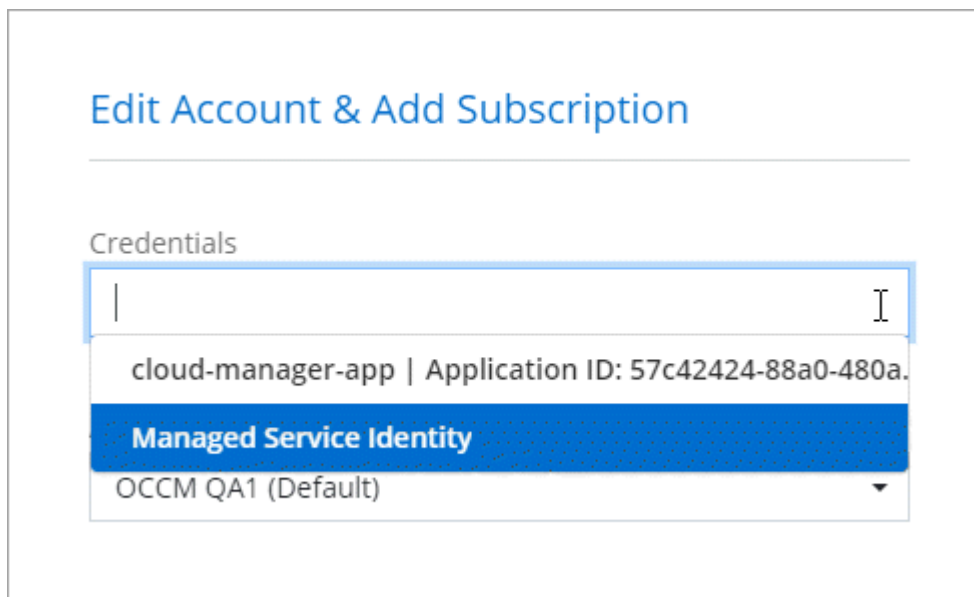 Edit Account & Add Subscription
Credentials
cloud-manager-app | Application ID: 57c42424-88a0-480a.
Managed Service Identity
OCCM QA1 (Default)